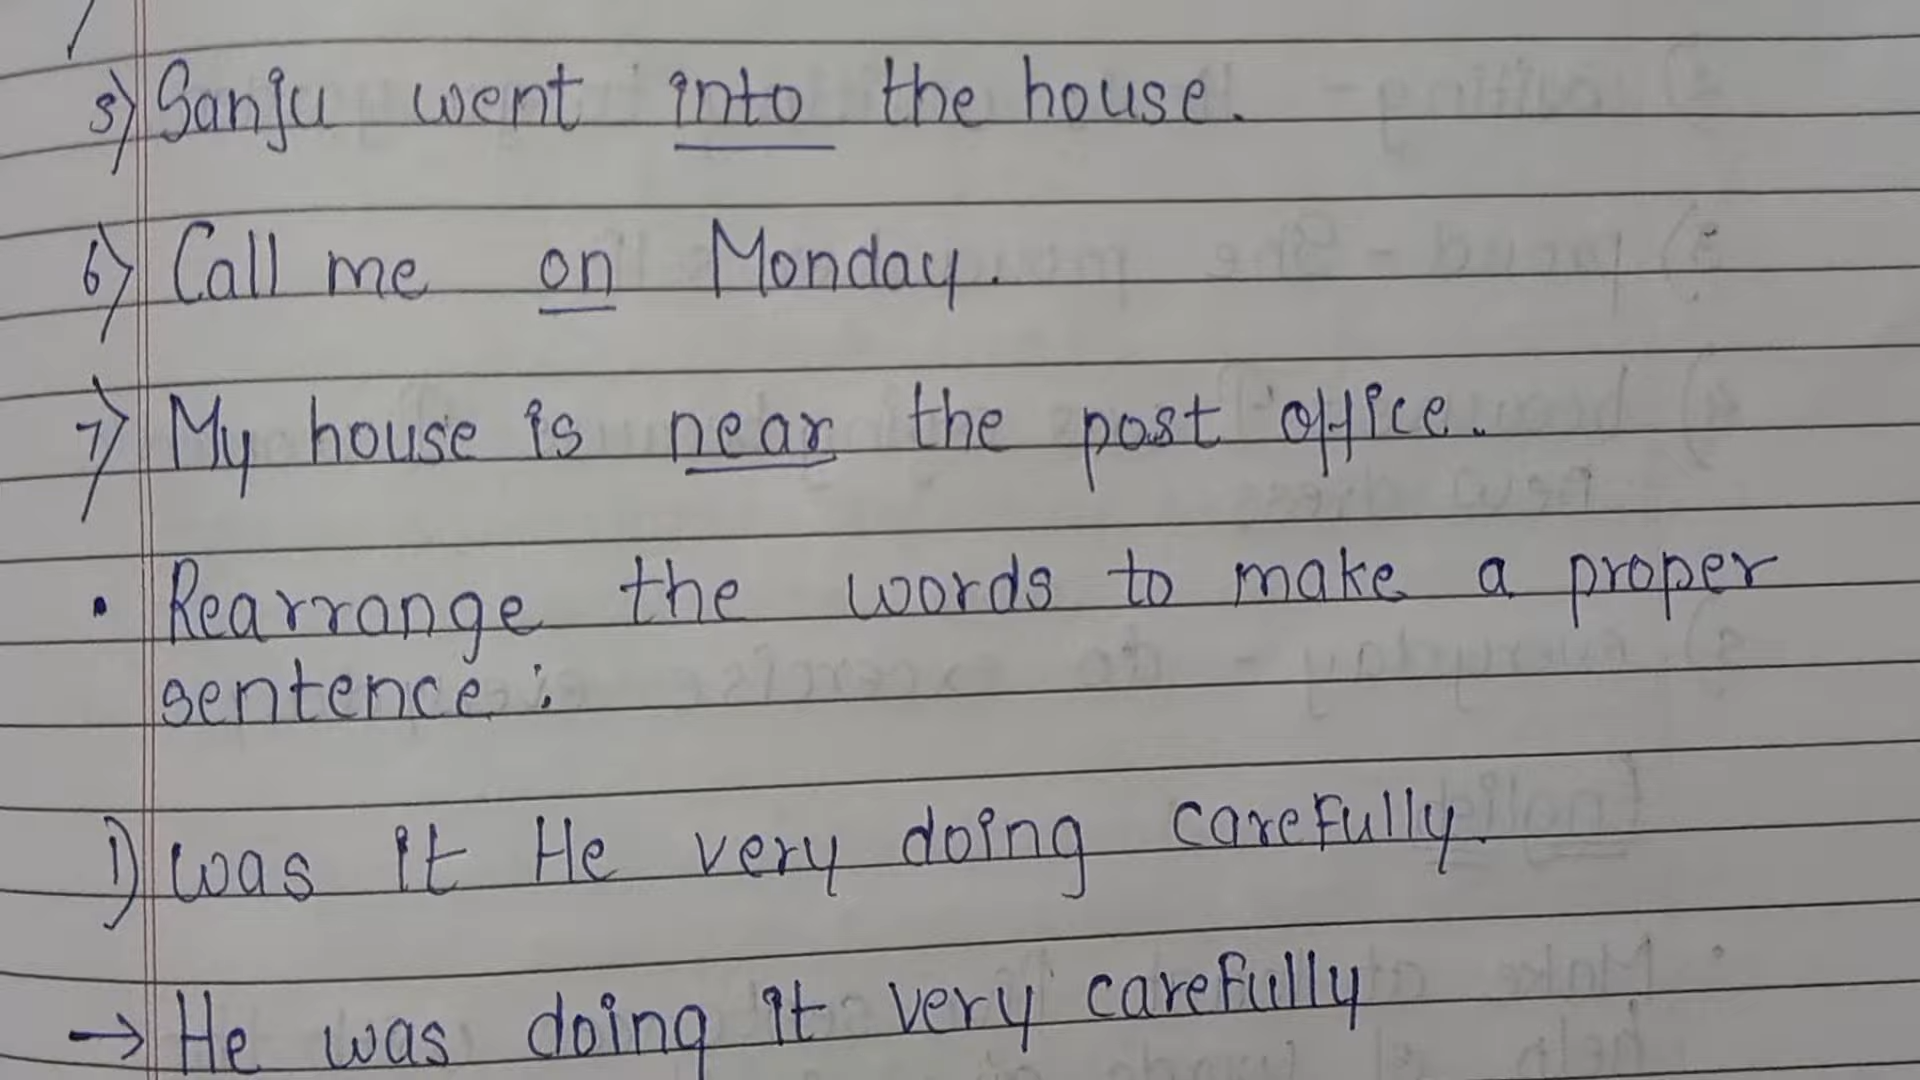 5) Sanju went into the house.
6) Call me on Monday.
7) My house is near the post office.
• Rearrange the words to make a proper
sentence:
1) was it He very doing carefully.
→ He was doing it very carefully